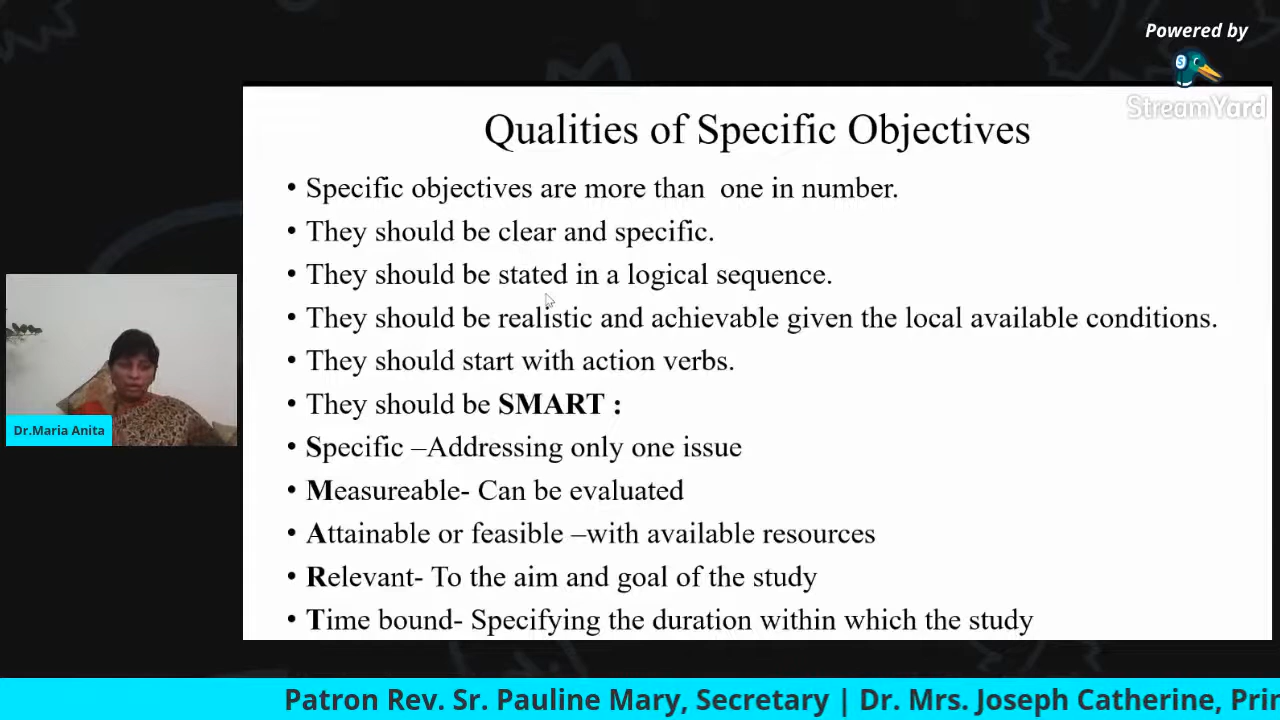 Powered by
StreamYard
Qualities of Specific Objectives
• Specific objectives are more than one in number.
• They should be clear and specific.
• They should be stated in a logical sequence.
• They should be realistic and achievable given the local available conditions.
• They should start with action verbs.
• They should be SMART :
• Specific –Addressing only one issue
• Measureable- Can be evaluated
• Attainable or feasible –with available resources
• Relevant- To the aim and goal of the study
• Time bound- Specifying the duration within which the study
Dr.Maria Anita
Patron Rev. Sr. Pauline Mary, Secretary | Dr. Mrs. Joseph Catherine, Prin